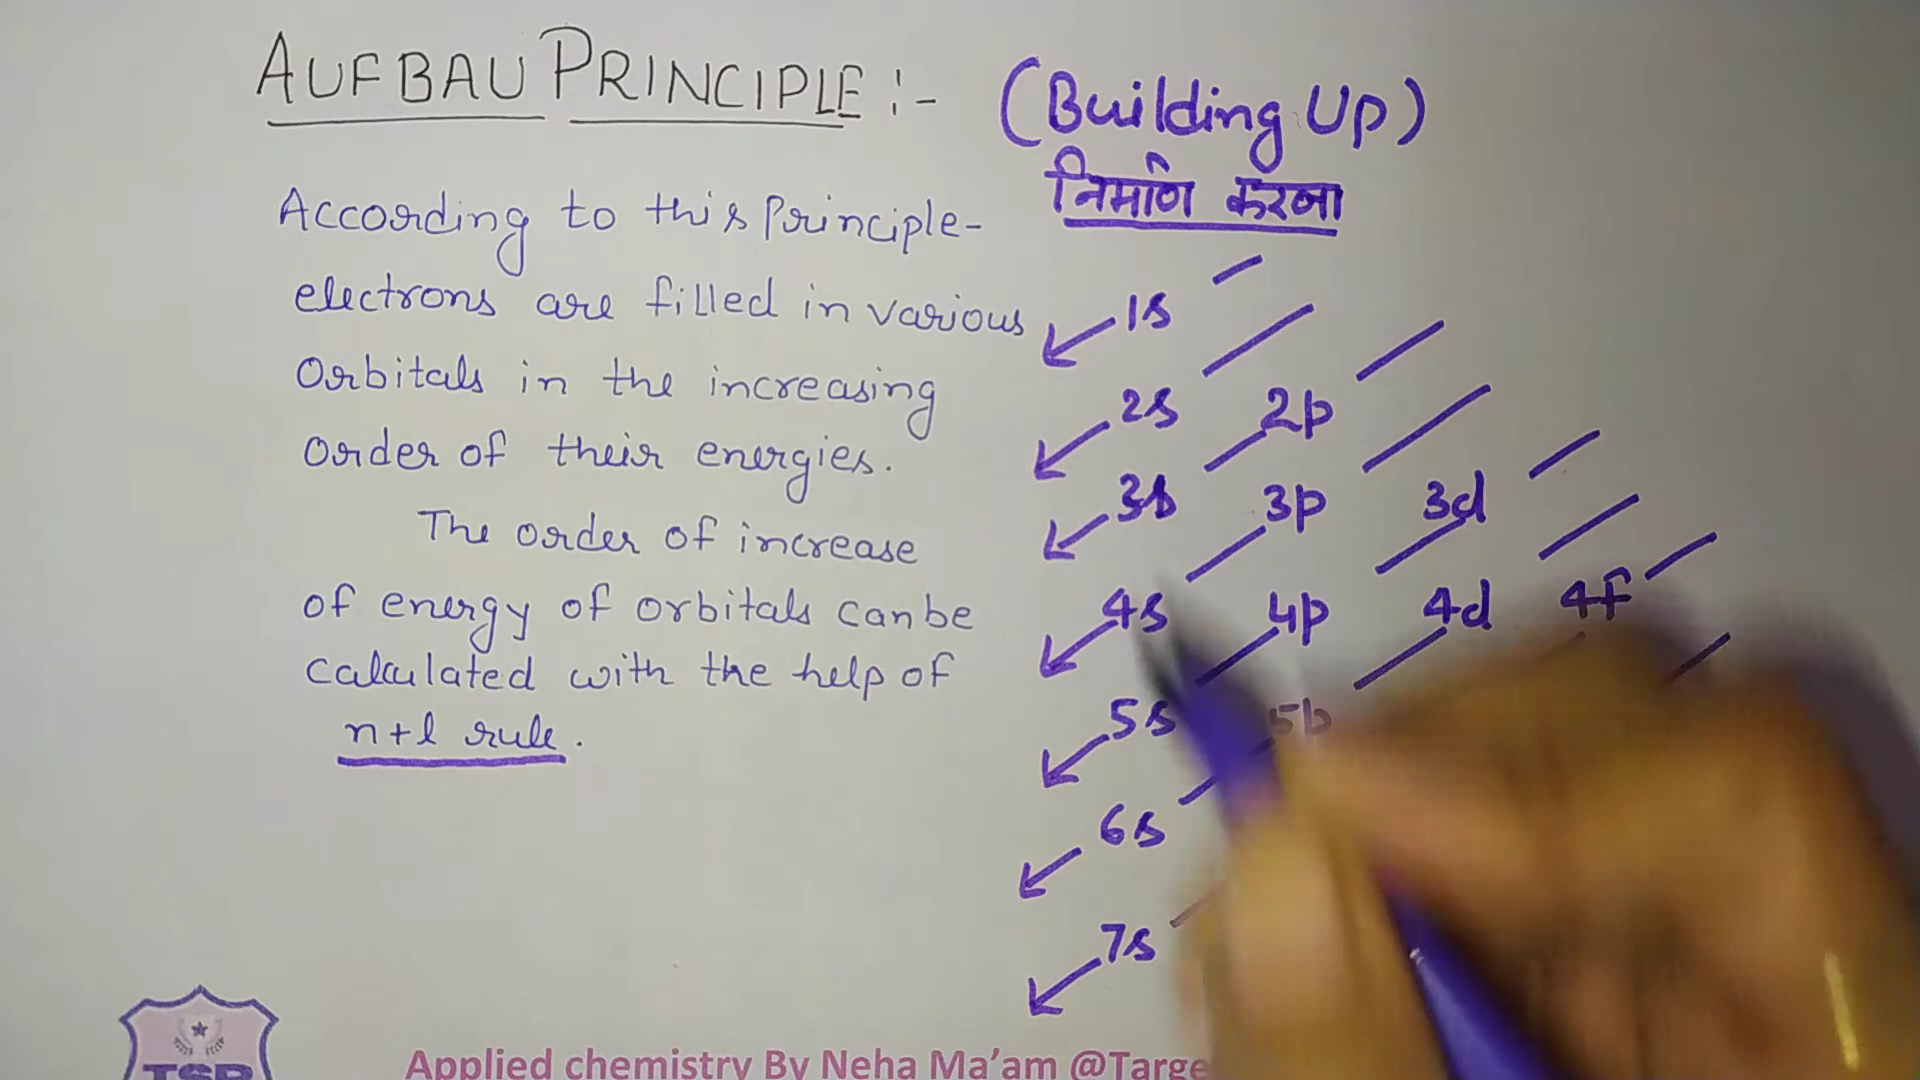 AUFBAU PRINCIPLE :-
(Building Up)
निर्माण करना
According to this Principle-
electrons are filled in various
Orbitals in the increasing
Order of their energies.
The order of increase
of energy of orbitals can be
calculated with the help of
n+l rule.
1s
2s 2p
3s 3p 3d
4s 4p 4d 4f
5s 5p
6s
7s
TSP
Applied chemistry By Neha Ma'am @Targe